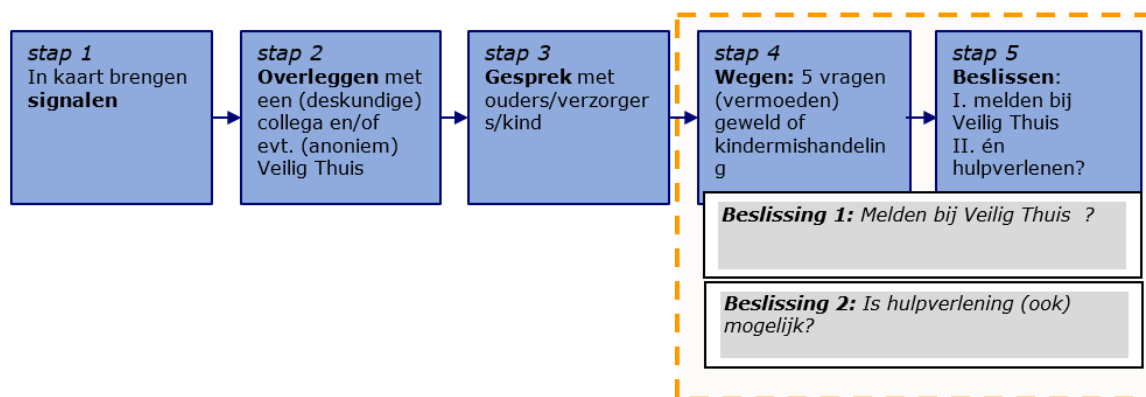 stap 1
In kaart brengen
signalen
stap 2
Overleggen met
een (deskundige)
collega en/of
evt. (anoniem)
Veilig Thuis
stap 3
Gesprek met
ouders/verzorger
s/kind
stap 4
Wegen: 5 vragen
(vermoeden)
geweld of
kindermishandelin
g
stap 5
Beslissen:
I. melden bij
Veilig Thuis
II. én
hulpverlenen?
Beslissing 1: Melden bij Veilig Thuis ?
Beslissing 2: Is hulpverlening (ook)
mogelijk?